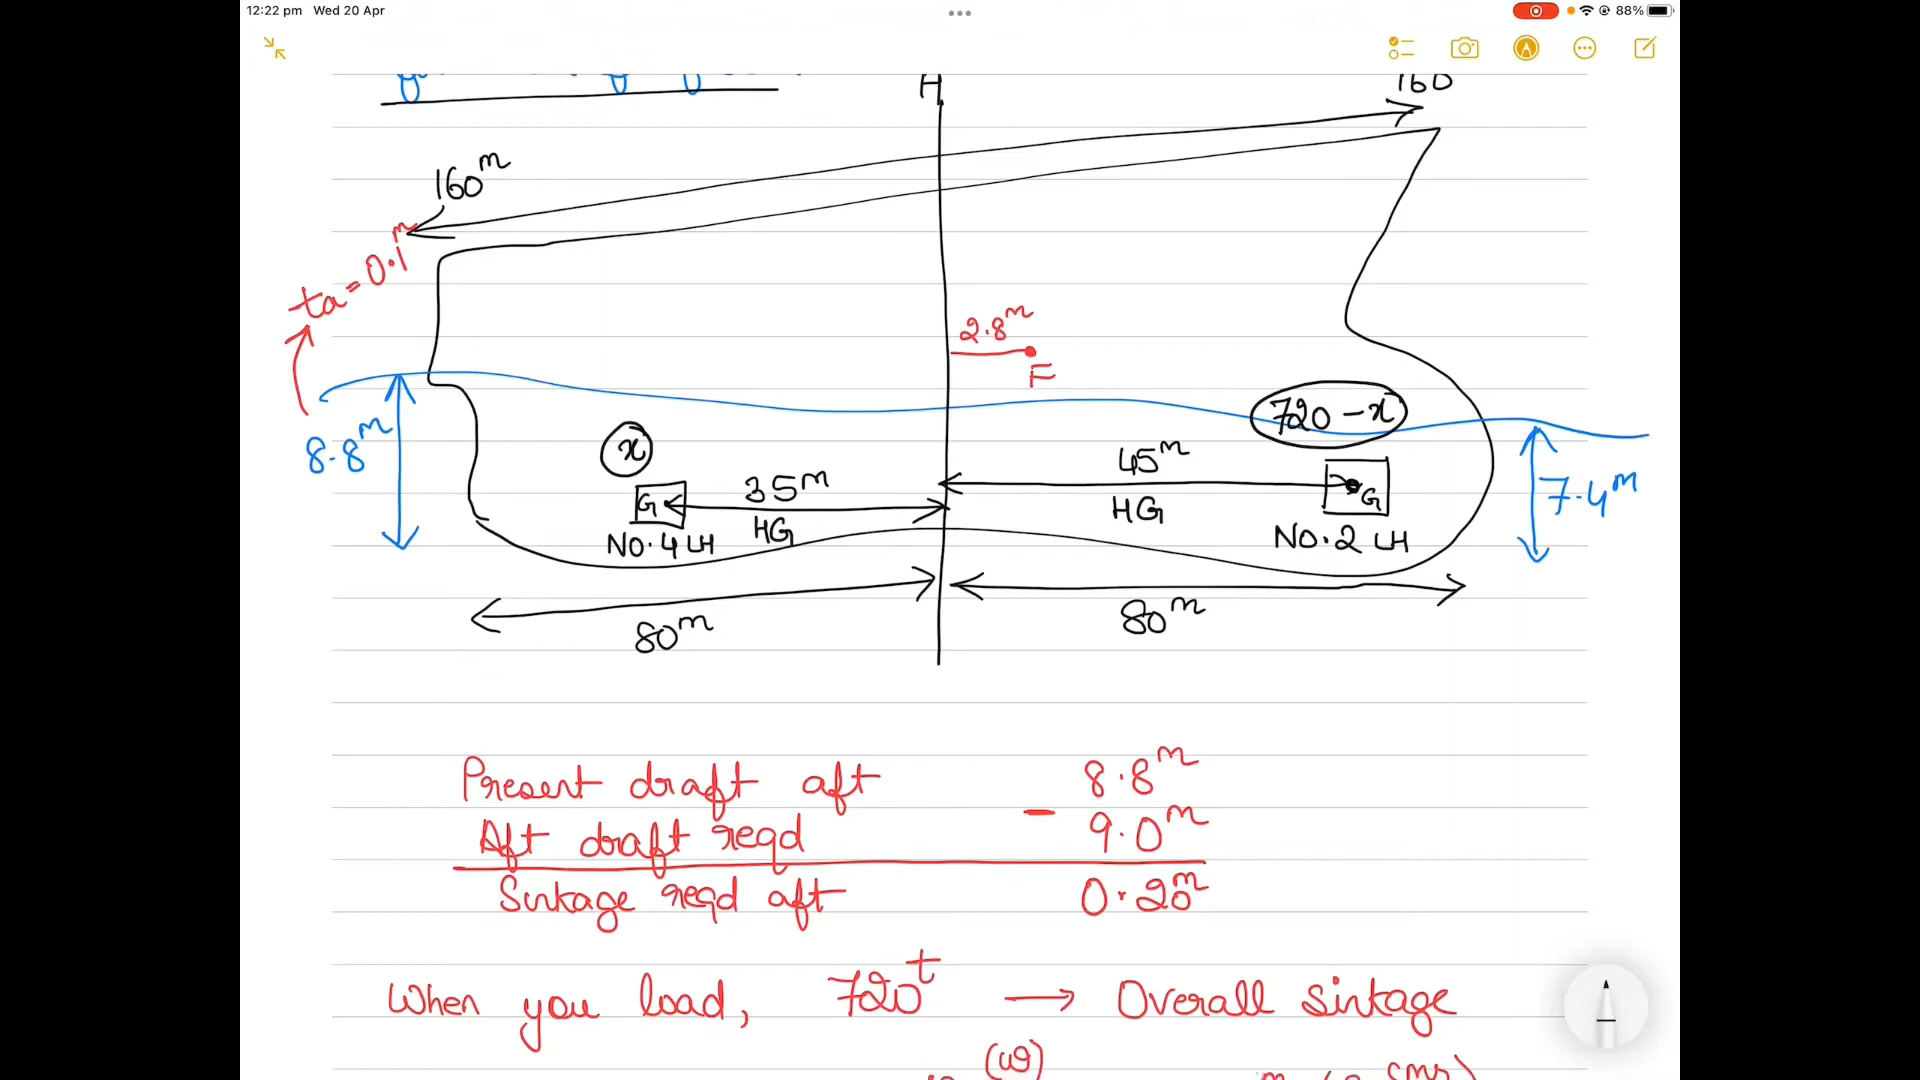 12:22 pm Wed 20 Apr
88%
H
160
160m
ta = 0.1m
2.8m
F
8.8m
x
720 - x
45m
35m
G
HG
HG
G
7.4m
NO.4 LH
NO.2 LH
80m
80m
Present draft aft 8.8m
Aft draft reqd - 9.0m
Sinkage reqd aft 0.20m
When you load, 720t → Overall sinkage
(w)